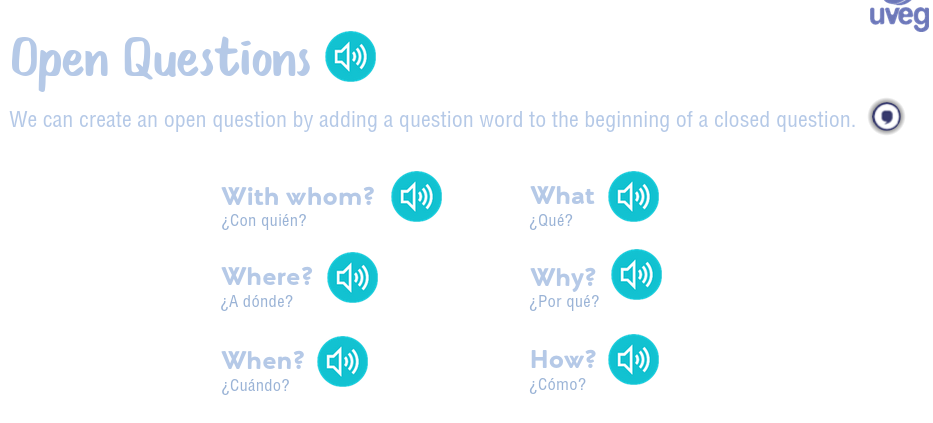 uveg
Open Questions
We can create an open question by adding a question word to the beginning of a closed question.
With whom?
¿Con quién?
What
¿Qué?
Where?
¿A dónde?
Why?
¿Por qué?
When?
¿Cuándo?
How?
¿Cómo?